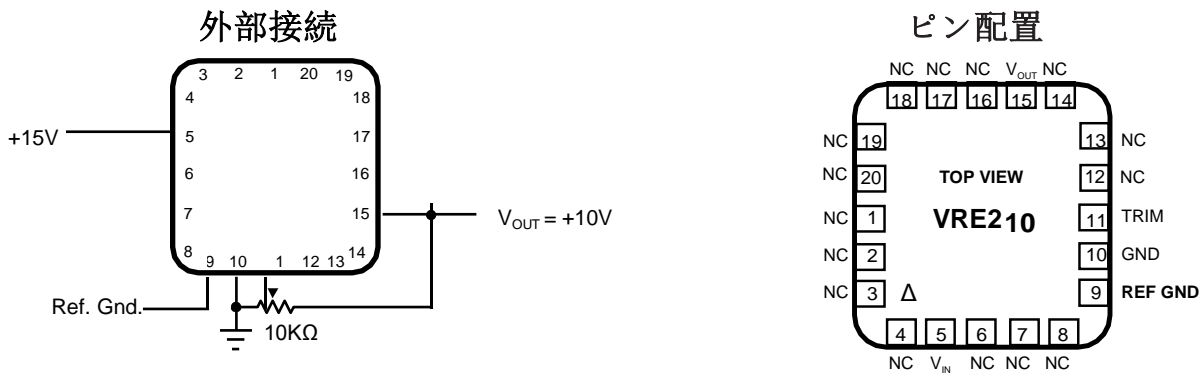 外部接続
3 2 1 20 19
4 18
+15V 5 17
6 16
7 15 VOUT = +10V
8 14
9 10 1 12 13
Ref. Gnd.
10KΩ
ピン配置
NC NC NC VOUT NC
18 17 16 15 14
NC 19 13 NC
NC 20 TOP VIEW 12 NC
NC 1 VRE210 11 TRIM
NC 2 10 GND
NC 3 Δ 9 REF GND
4 5 6 7 8
NC VIN NC NC NC